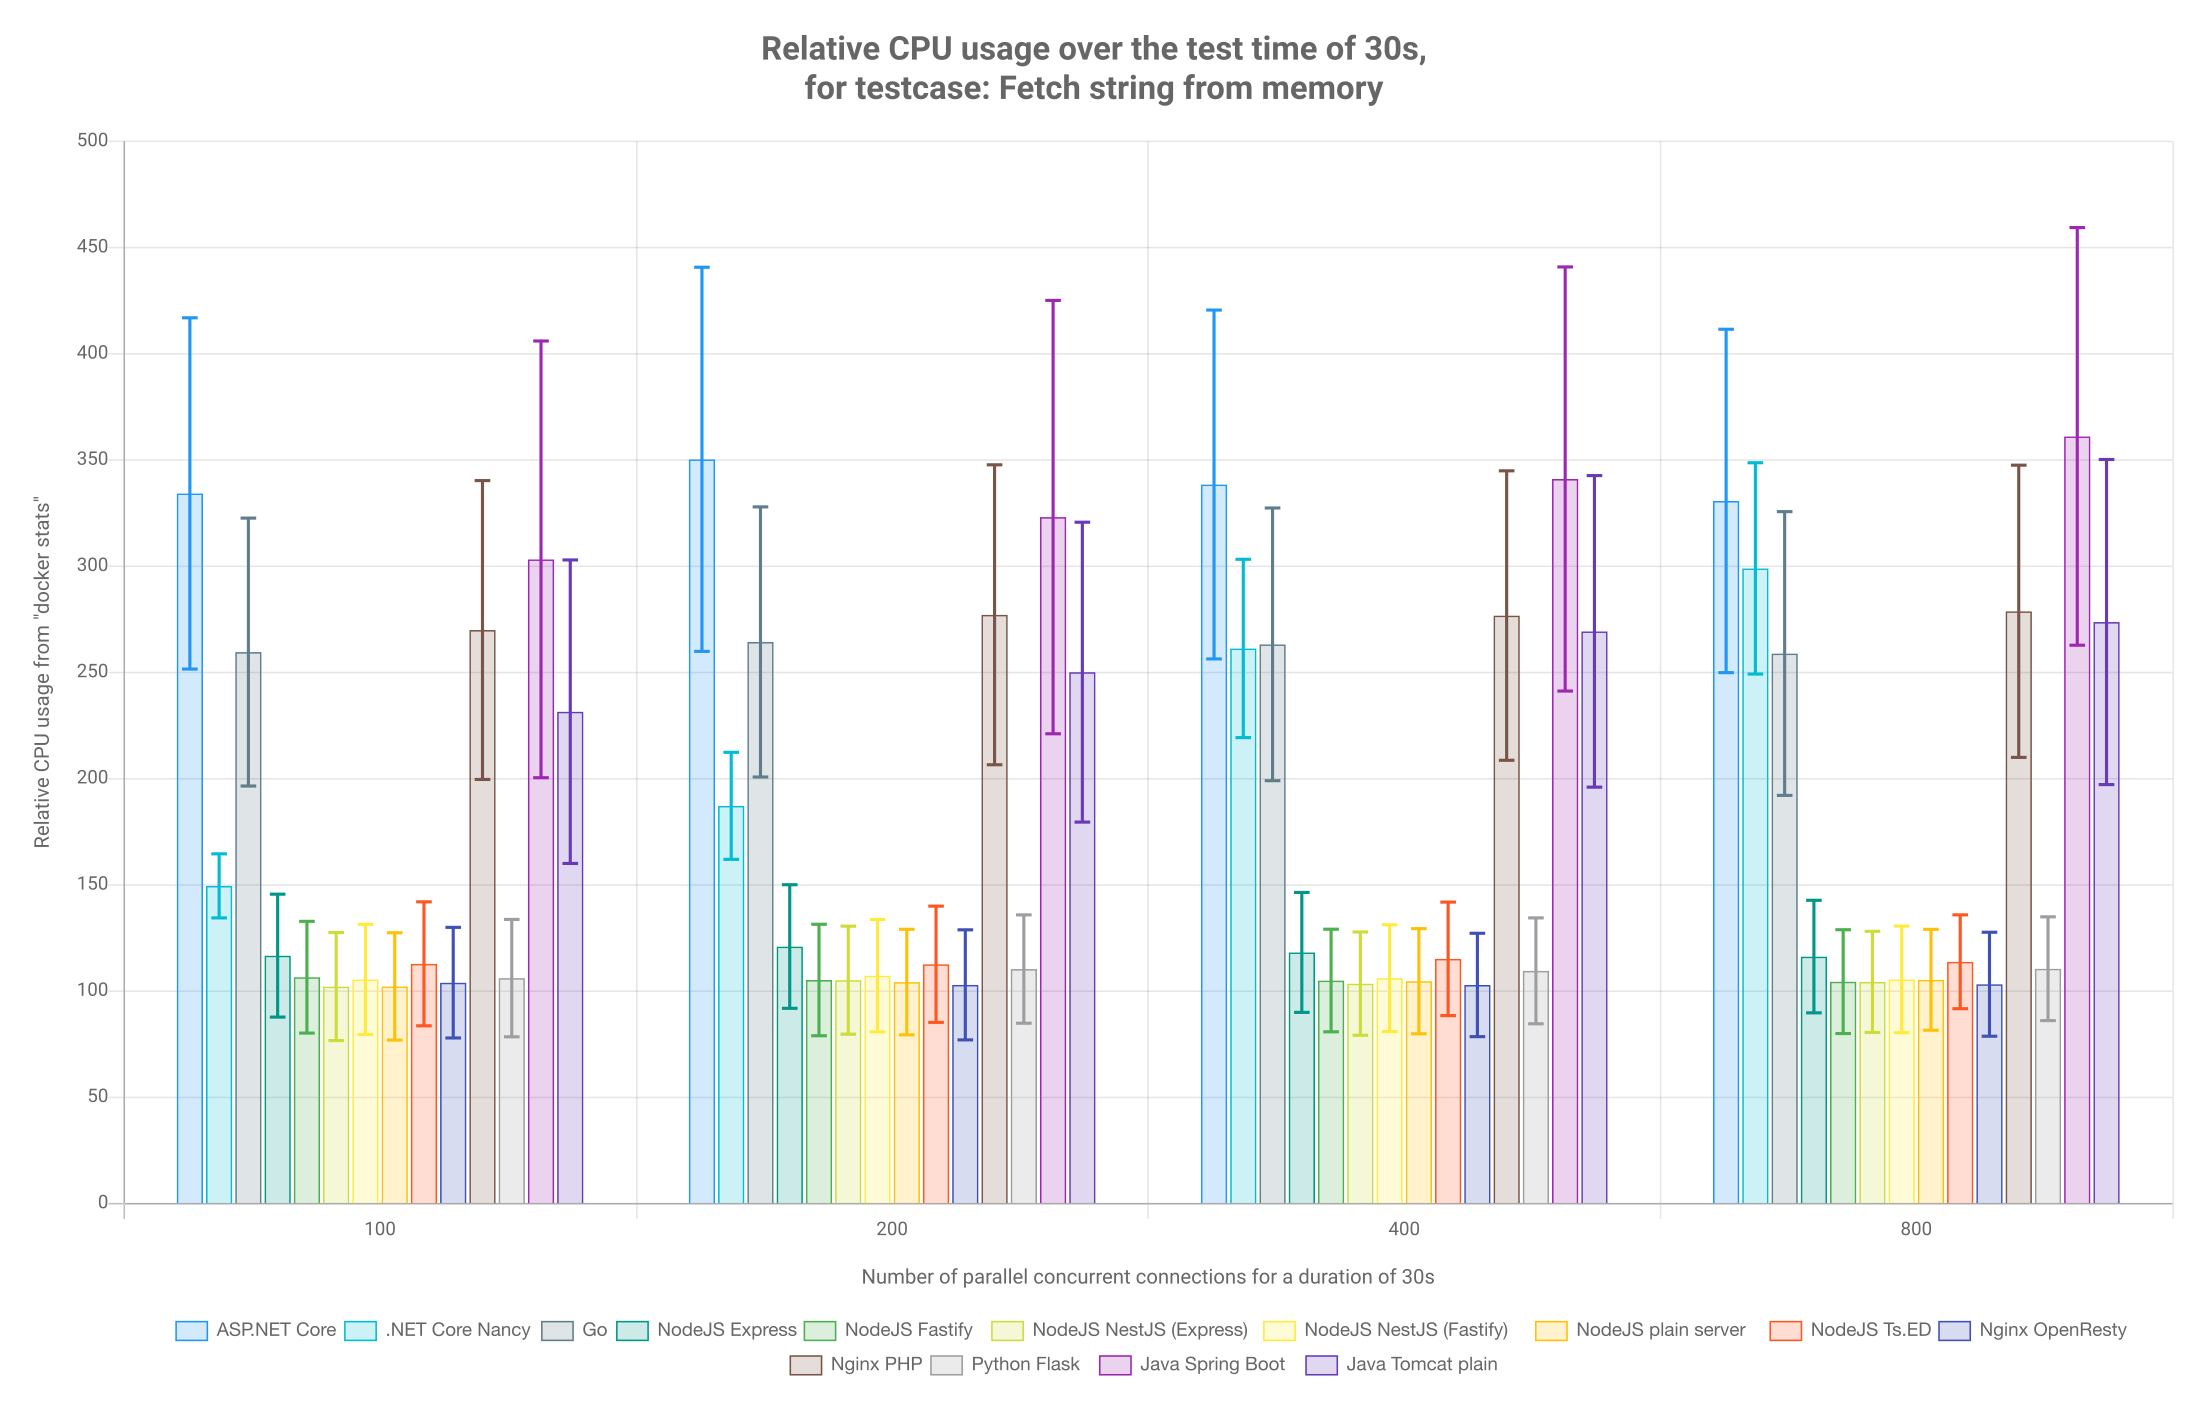 Relative CPU usage over the test time of 30s,
for testcase: Fetch string from memory
500
450
400
350
300
250
200
150
100
50
0
Relative CPU usage from "docker stats"
100 200 400 800
Number of parallel concurrent connections for a duration of 30s
ASP.NET Core .NET Core Nancy Go NodeJS Express NodeJS Fastify NodeJS NestJS (Express) NodeJS NestJS (Fastify) NodeJS plain server NodeJS Ts.ED Nginx OpenResty
Nginx PHP Python Flask Java Spring Boot Java Tomcat plain